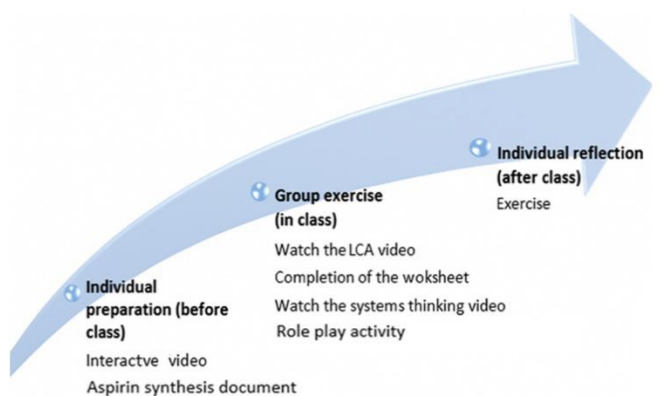 Individual
preparation (before
class)
Interactve video
Aspirin synthesis document
Group exercise
(in class)
Watch the LCA video
Completion of the woksheet
Watch the systems thinking video
Role play activity
Individual reflection
(after class)
Exercise